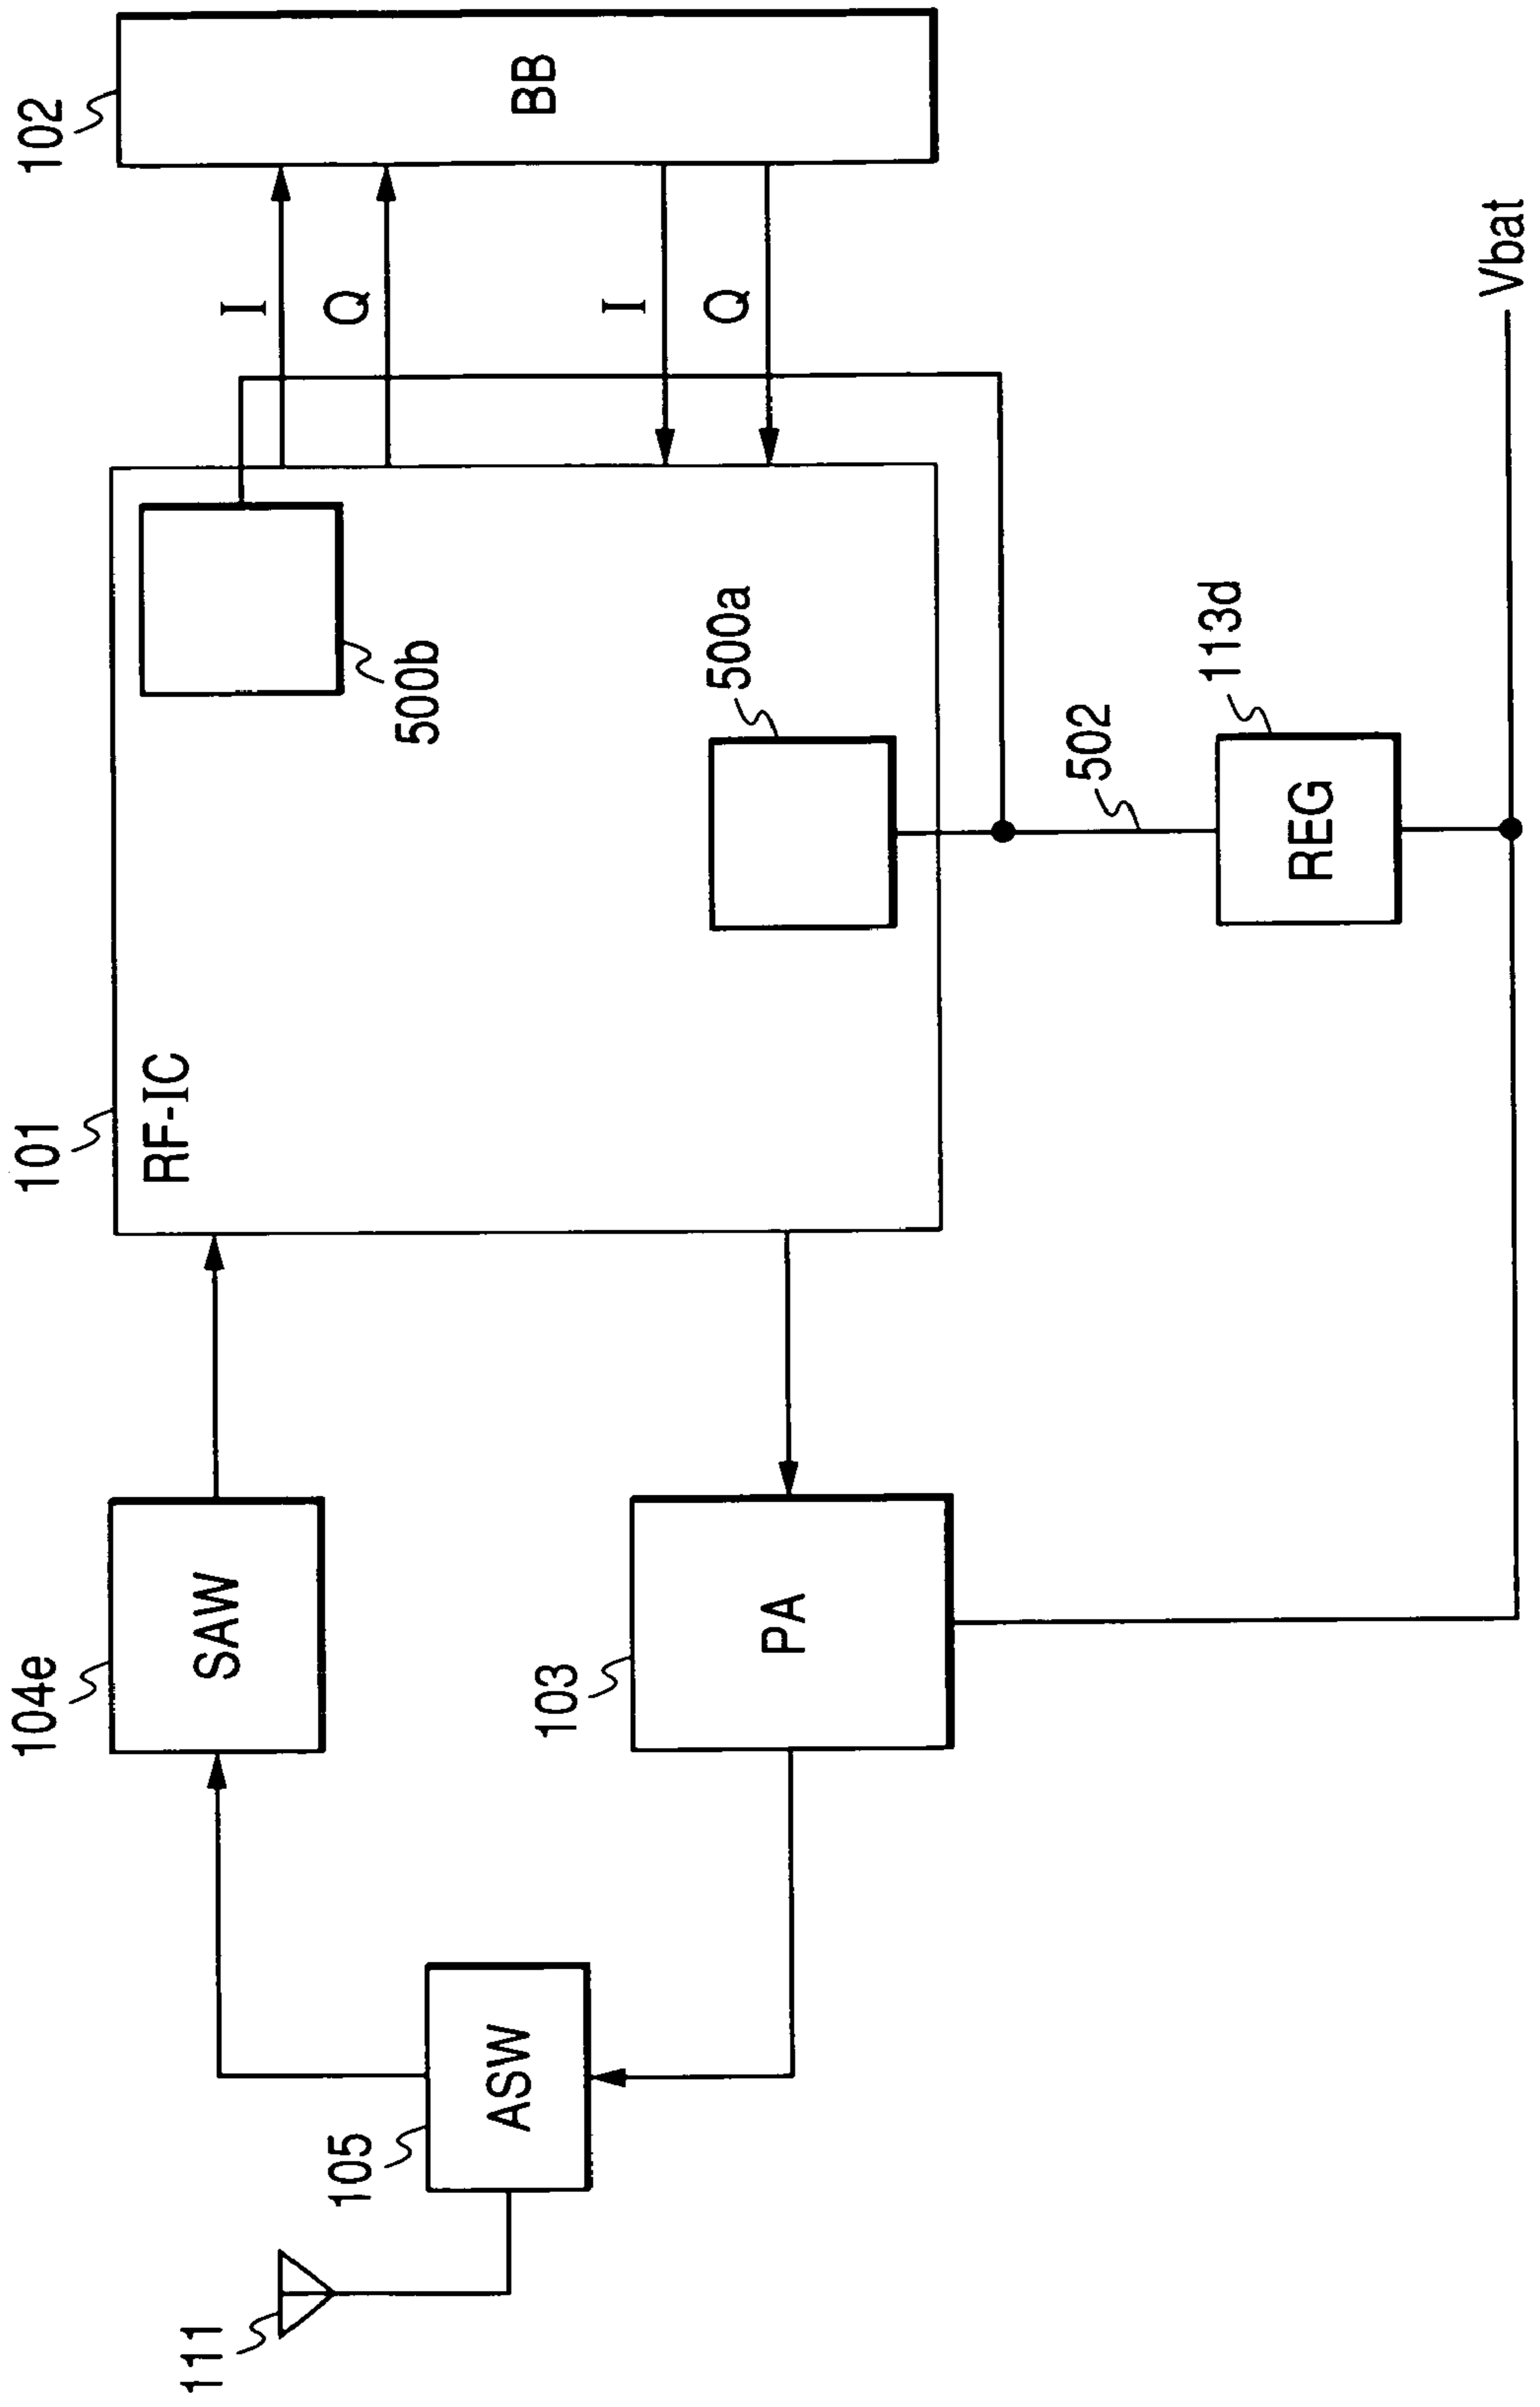 111
105
ASW
104e
SAW
103
PA
101
RF-IC
500b
500a
I
Q
I
Q
102
BB
502
113d
REG
Vbat